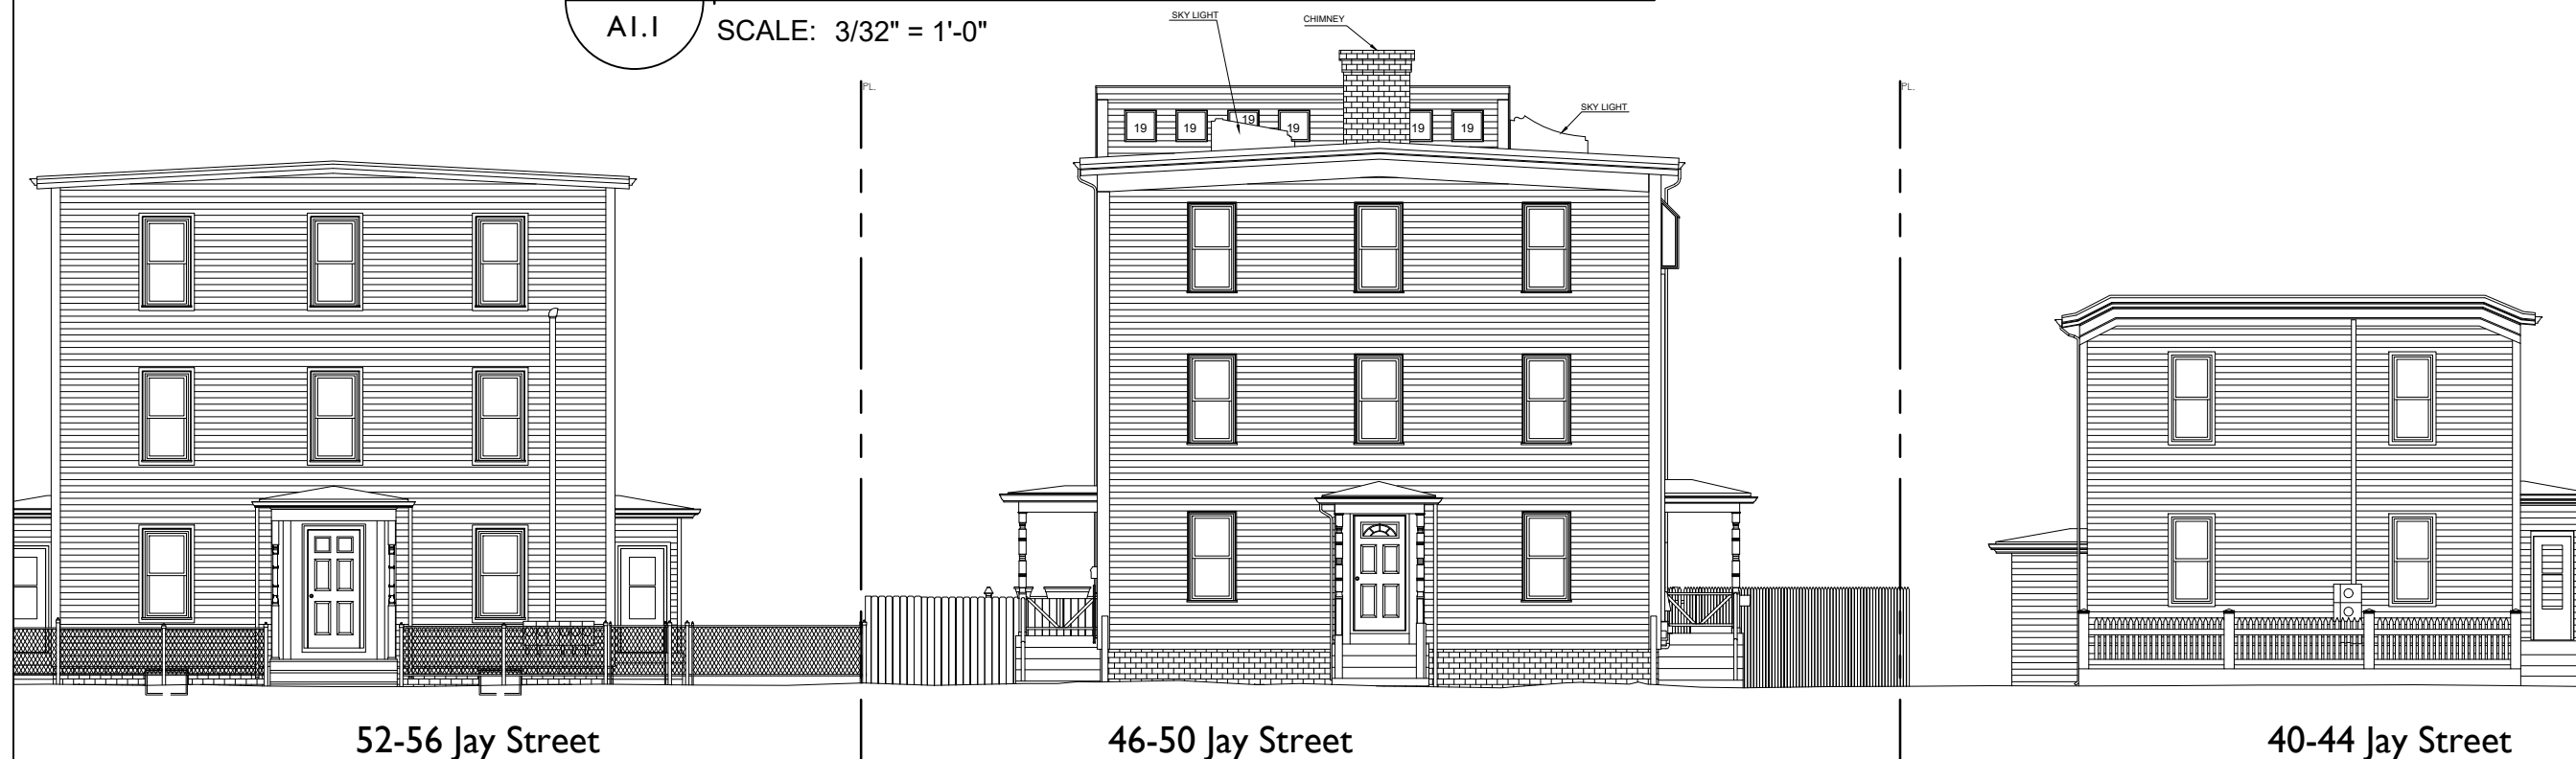 A1.1
SCALE: 3/32" = 1'-0"
SKY LIGHT
CHIMNEY
PL.
PL.
SKY LIGHT
19 19 19 19 19 19
52-56 Jay Street
46-50 Jay Street
40-44 Jay Street